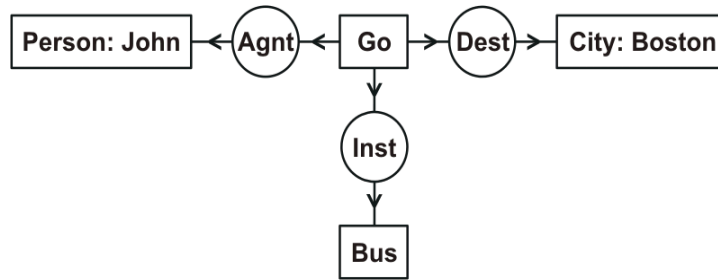 Person: John
Agnt
Go
Dest
City: Boston
Inst
Bus